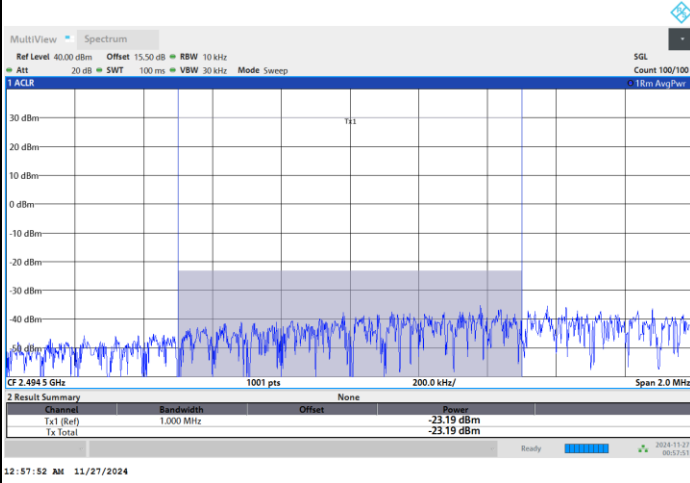 MultiView Spectrum
Ref Level 40.00 dBm Offset 15.50 dB RBW 10 kHz SGL
Att 20 dB SWT 100 ms VBW 30 kHz Mode Sweep Count 100/100
1 ACLR 1Rm AvgPwr
Tx1
30 dBm
20 dBm
10 dBm
0 dBm
-10 dBm
-20 dBm
-30 dBm
-40 dBm
-50 dBm
CF 2.494 5 GHz 1001 pts 200.0 kHz/ Span 2.0 MHz
2 Result Summary None
Channel Bandwidth Offset Power
Tx1 (Ref) 1.000 MHz -23.19 dBm
Tx Total -23.19 dBm
Ready 2024-11-27
00:57:51
12:57:52 AM 11/27/2024